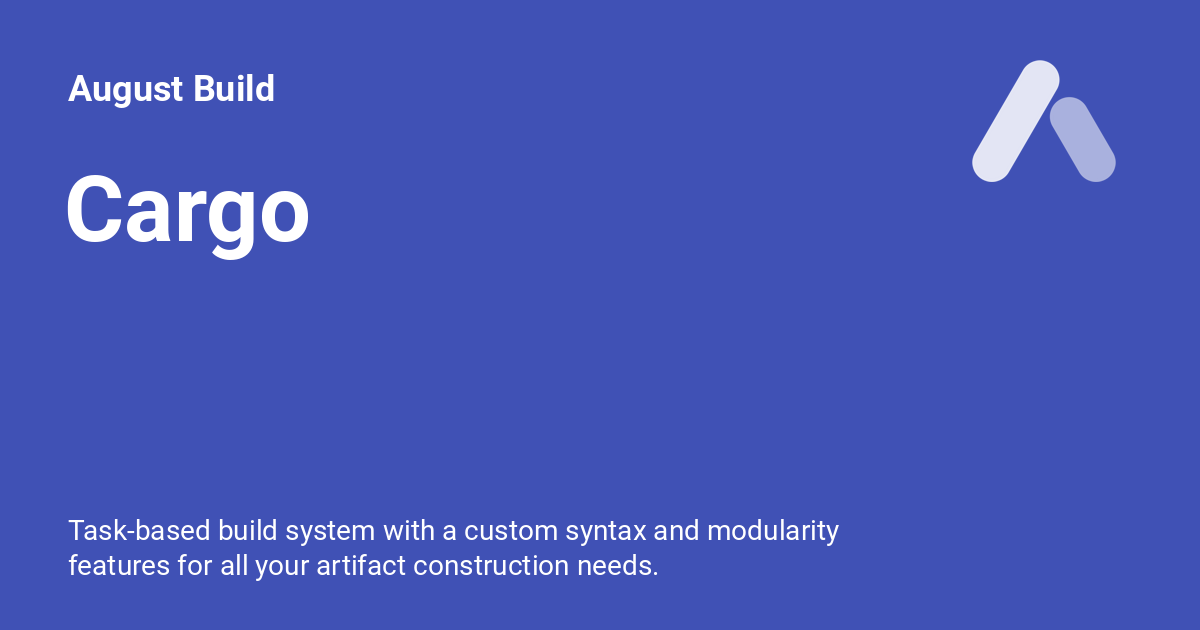 August Build
Cargo
Task-based build system with a custom syntax and modularity
features for all your artifact construction needs.